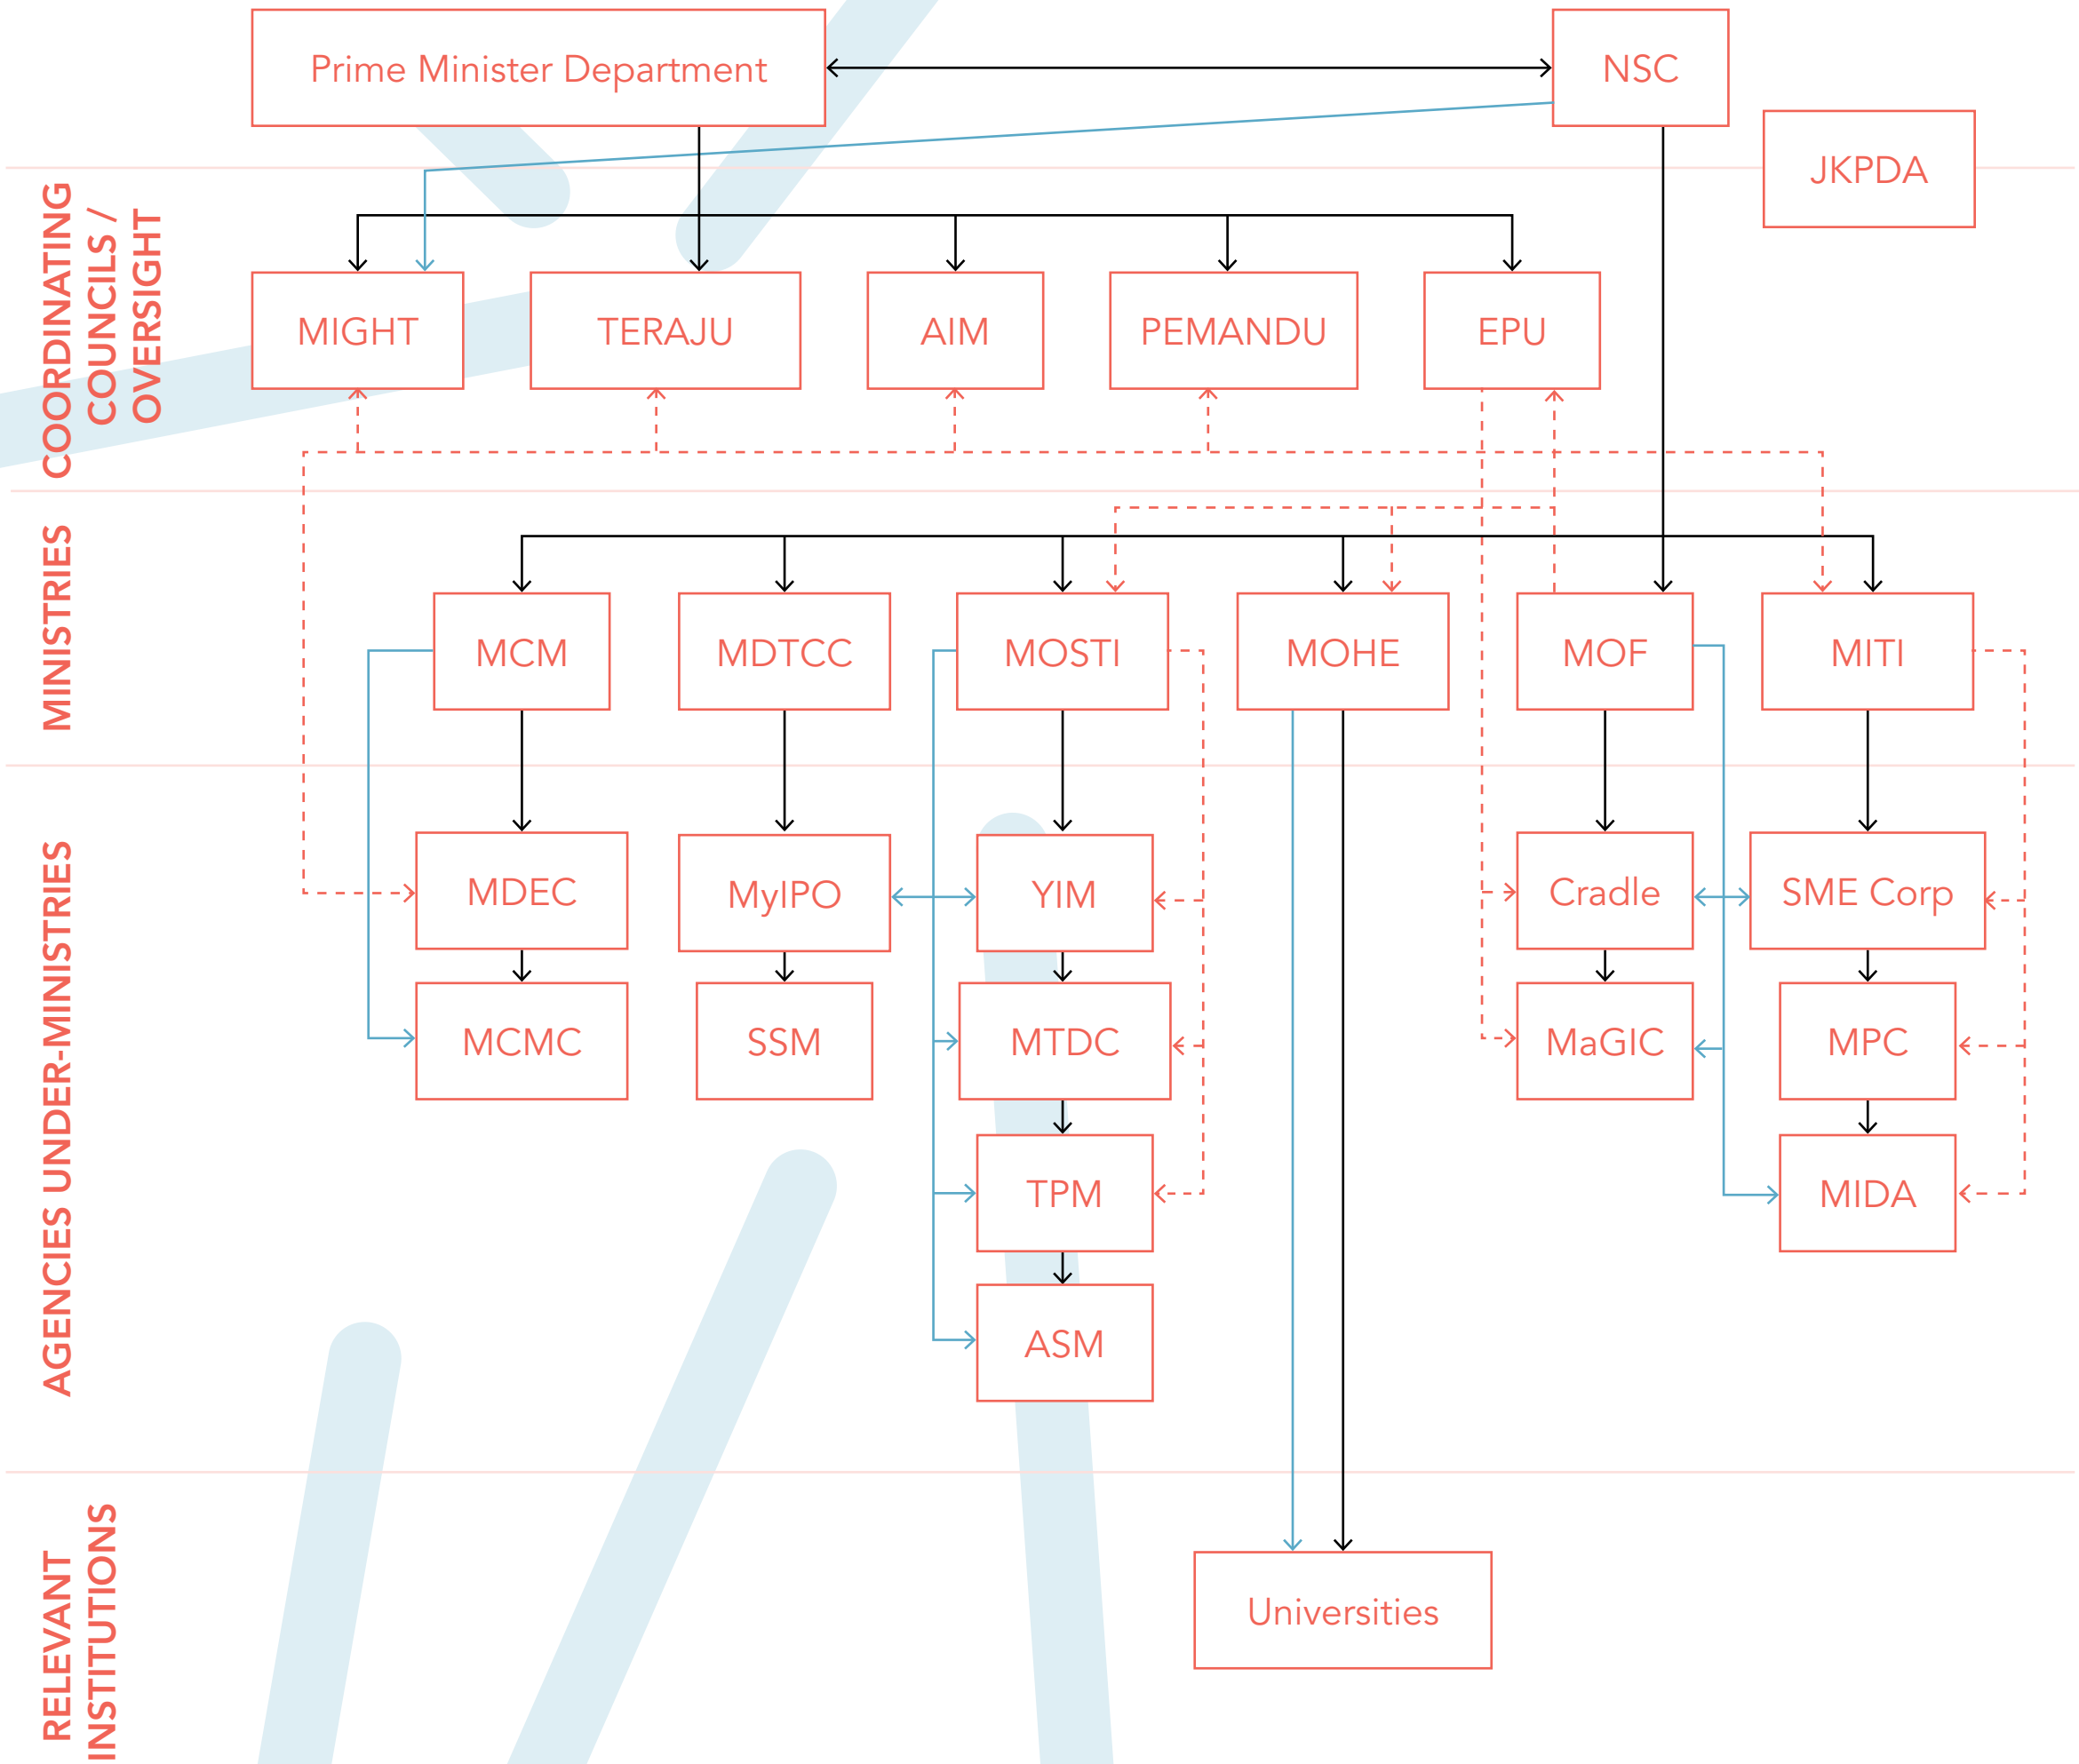 Prime Minister Department
NSC
JKPDA
COORDINATING
COUNCILS /
OVERSIGHT
MIGHT
TERAJU
AIM
PEMANDU
EPU
MINISTRIES
MCM
MDTCC
MOSTI
MOHE
MOF
MITI
AGENCIES UNDER-MINISTRIES
MDEC
MyIPO
YIM
Cradle
SME Corp
MCMC
SSM
MTDC
MaGIC
MPC
TPM
MIDA
ASM
RELEVANT
INSTITUTIONS
Universities